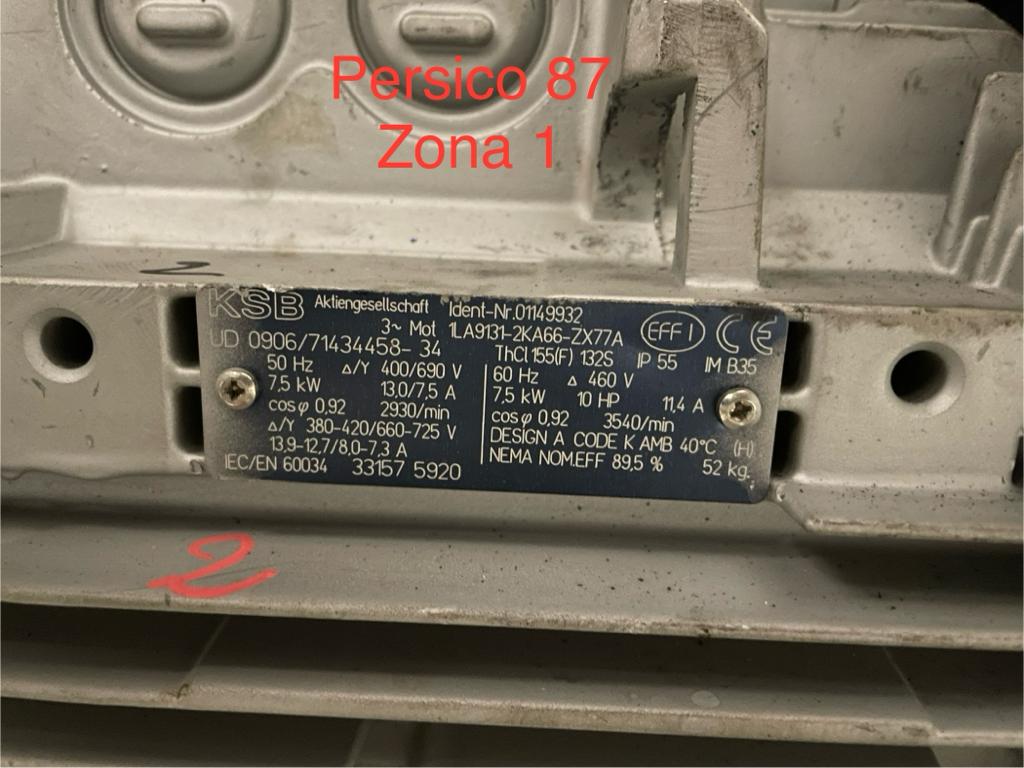 Persico 87
Zona 1
2
KSB Aktiengesellschaft Ident-Nr.01149932
3~ Mot 1LA9131-2KA66-ZX77A EFF 1 CE
UD 0906/71434458-34 ThCl.155(F) 132S IP 55 IM B35
50 Hz Δ/Y 400/690 V 60 Hz Δ 460 V
7,5 kW 13,0/7,5 A 7,5 kW 10 HP 11,4 A
cosφ 0,92 2930/min cosφ 0,92 3540/min
Δ/Y 380-420/660-725 V DESIGN A CODE K AMB 40°C (H)
13,9-12,7/8,0-7,3 A NEMA NOM.EFF 89,5 % 52 kg
IEC/EN 60034 33157 5920
2